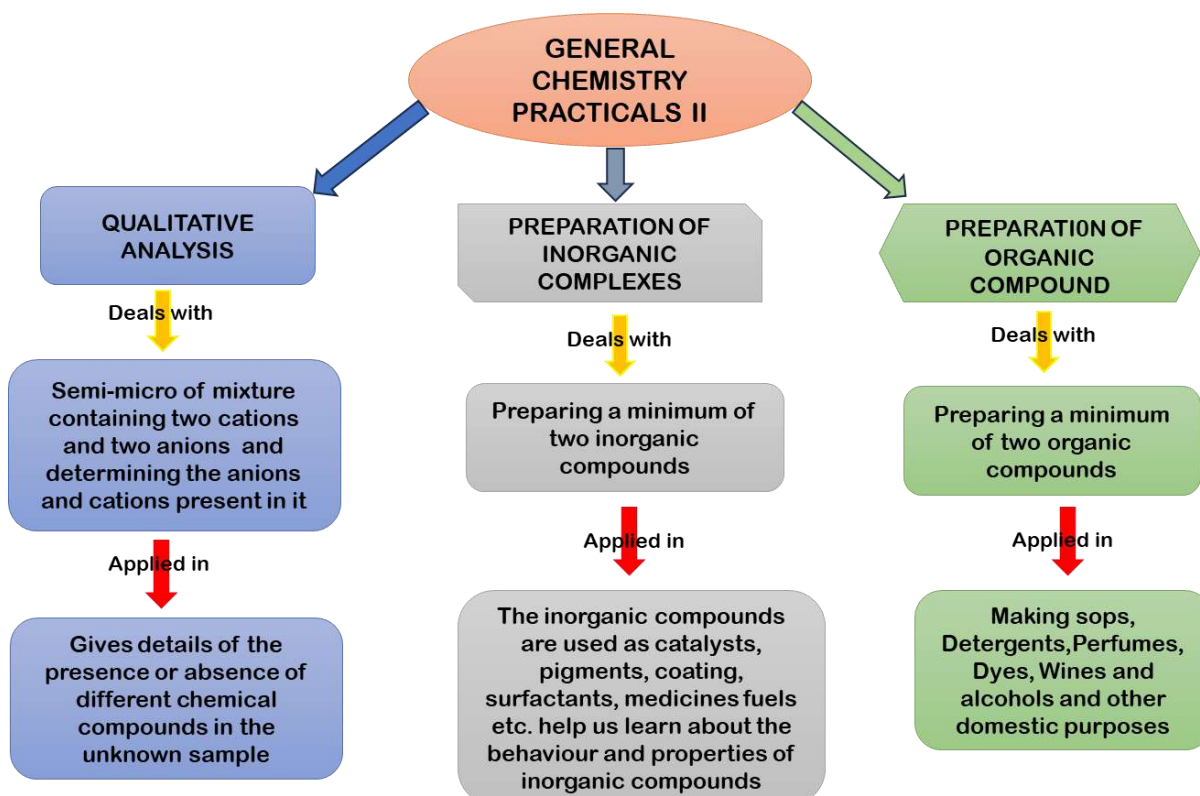 GENERAL
CHEMISTRY
PRACTICALS II
QUALITATIVE
ANALYSIS
Deals with
Semi-micro of mixture
containing two cations
and two anions and
determining the anions
and cations present in it
Applied in
Gives details of the
presence or absence of
different chemical
compounds in the
unknown sample
PREPARATION OF
INORGANIC
COMPLEXES
Deals with
Preparing a minimum of
two inorganic
compounds
Applied in
The inorganic compounds
are used as catalysts,
pigments, coating,
surfactants, medicines fuels
etc. help us learn about the
behaviour and properties of
inorganic compounds
PREPARATI0N OF
ORGANIC
COMPOUND
Deals with
Preparing a minimum
of two organic
compounds
Applied in
Making sops,
Detergents,Perfumes,
Dyes, Wines and
alcohols and other
domestic purposes